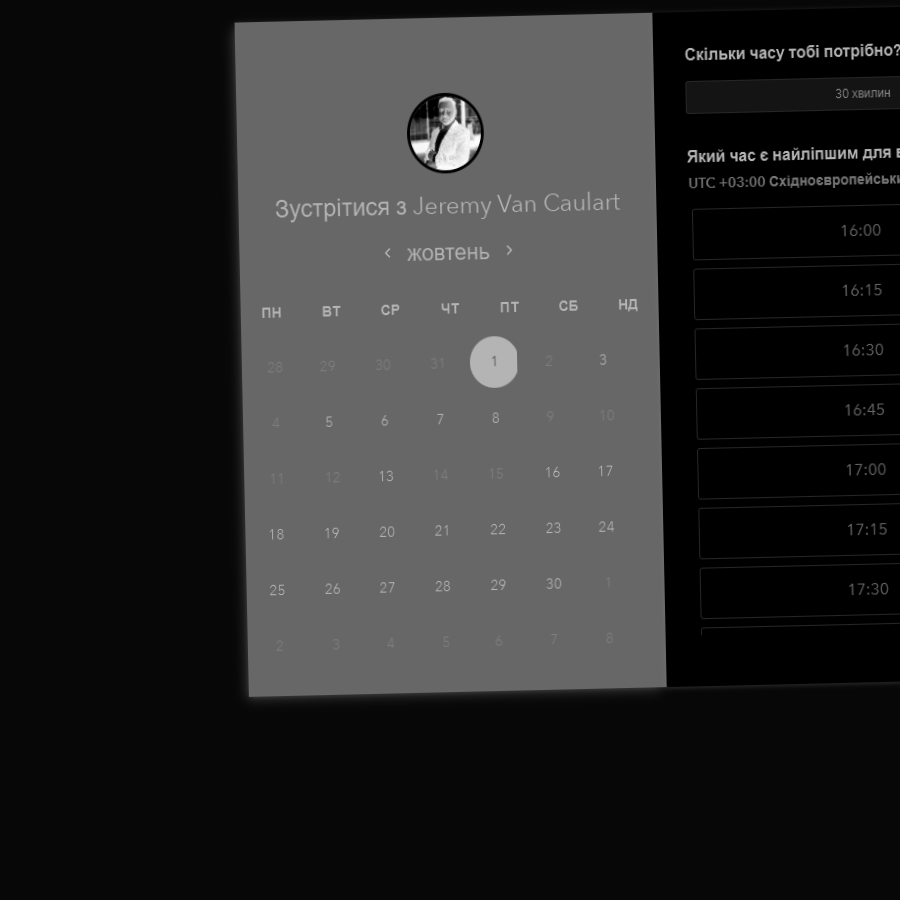 Зустрітися з Jeremy Van Caulart
жовтень
ПН ВТ СР ЧТ ПТ СБ НД
28 29 30 31 1 2 3
4 5 6 7 8 9 10
11 12 13 14 15 16 17
18 19 20 21 22 23 24
25 26 27 28 29 30 1
2 3 4 5 6 7 8
Скільки часу тобі потрібно?
30 хвилин
Який час є найліпшим для
UTC +03:00
16:00
16:15
16:30
16:45
17:00
17:15
17:30